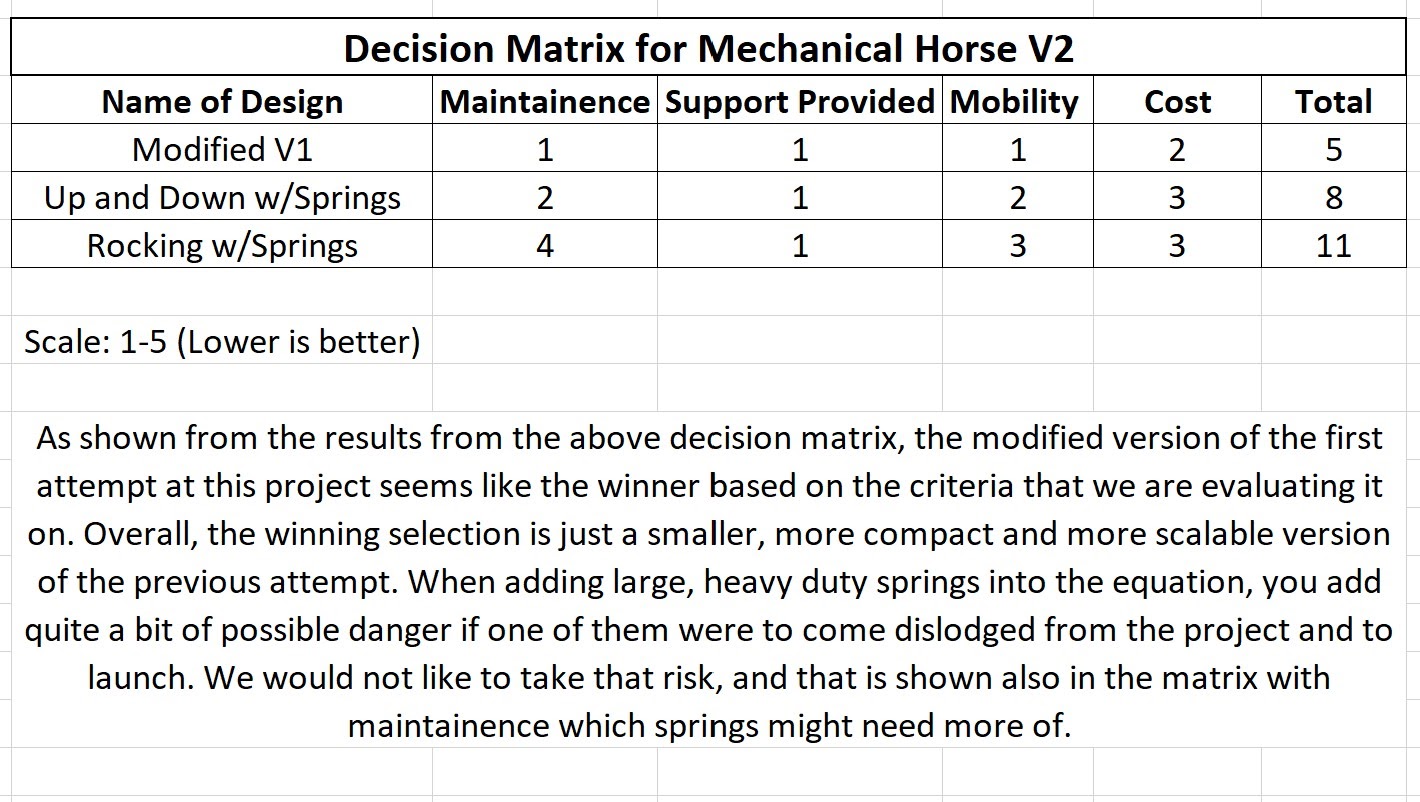 Decision Matrix for Mechanical Horse V2
Name of Design Maintainence Support Provided Mobility Cost Total
Modified V1 1 1 1 2 5
Up and Down w/Springs 2 1 2 3 8
Rocking w/Springs 4 1 3 3 11
Scale: 1-5 (Lower is better)
As shown from the results from the above decision matrix, the modified version of the first
attempt at this project seems like the winner based on the criteria that we are evaluating it
on. Overall, the winning selection is just a smaller, more compact and more scalable version
of the previous attempt. When adding large, heavy duty springs into the equation, you add
quite a bit of possible danger if one of them were to come dislodged from the project and to
launch. We would not like to take that risk, and that is shown also in the matrix with
maintainence which springs might need more of.